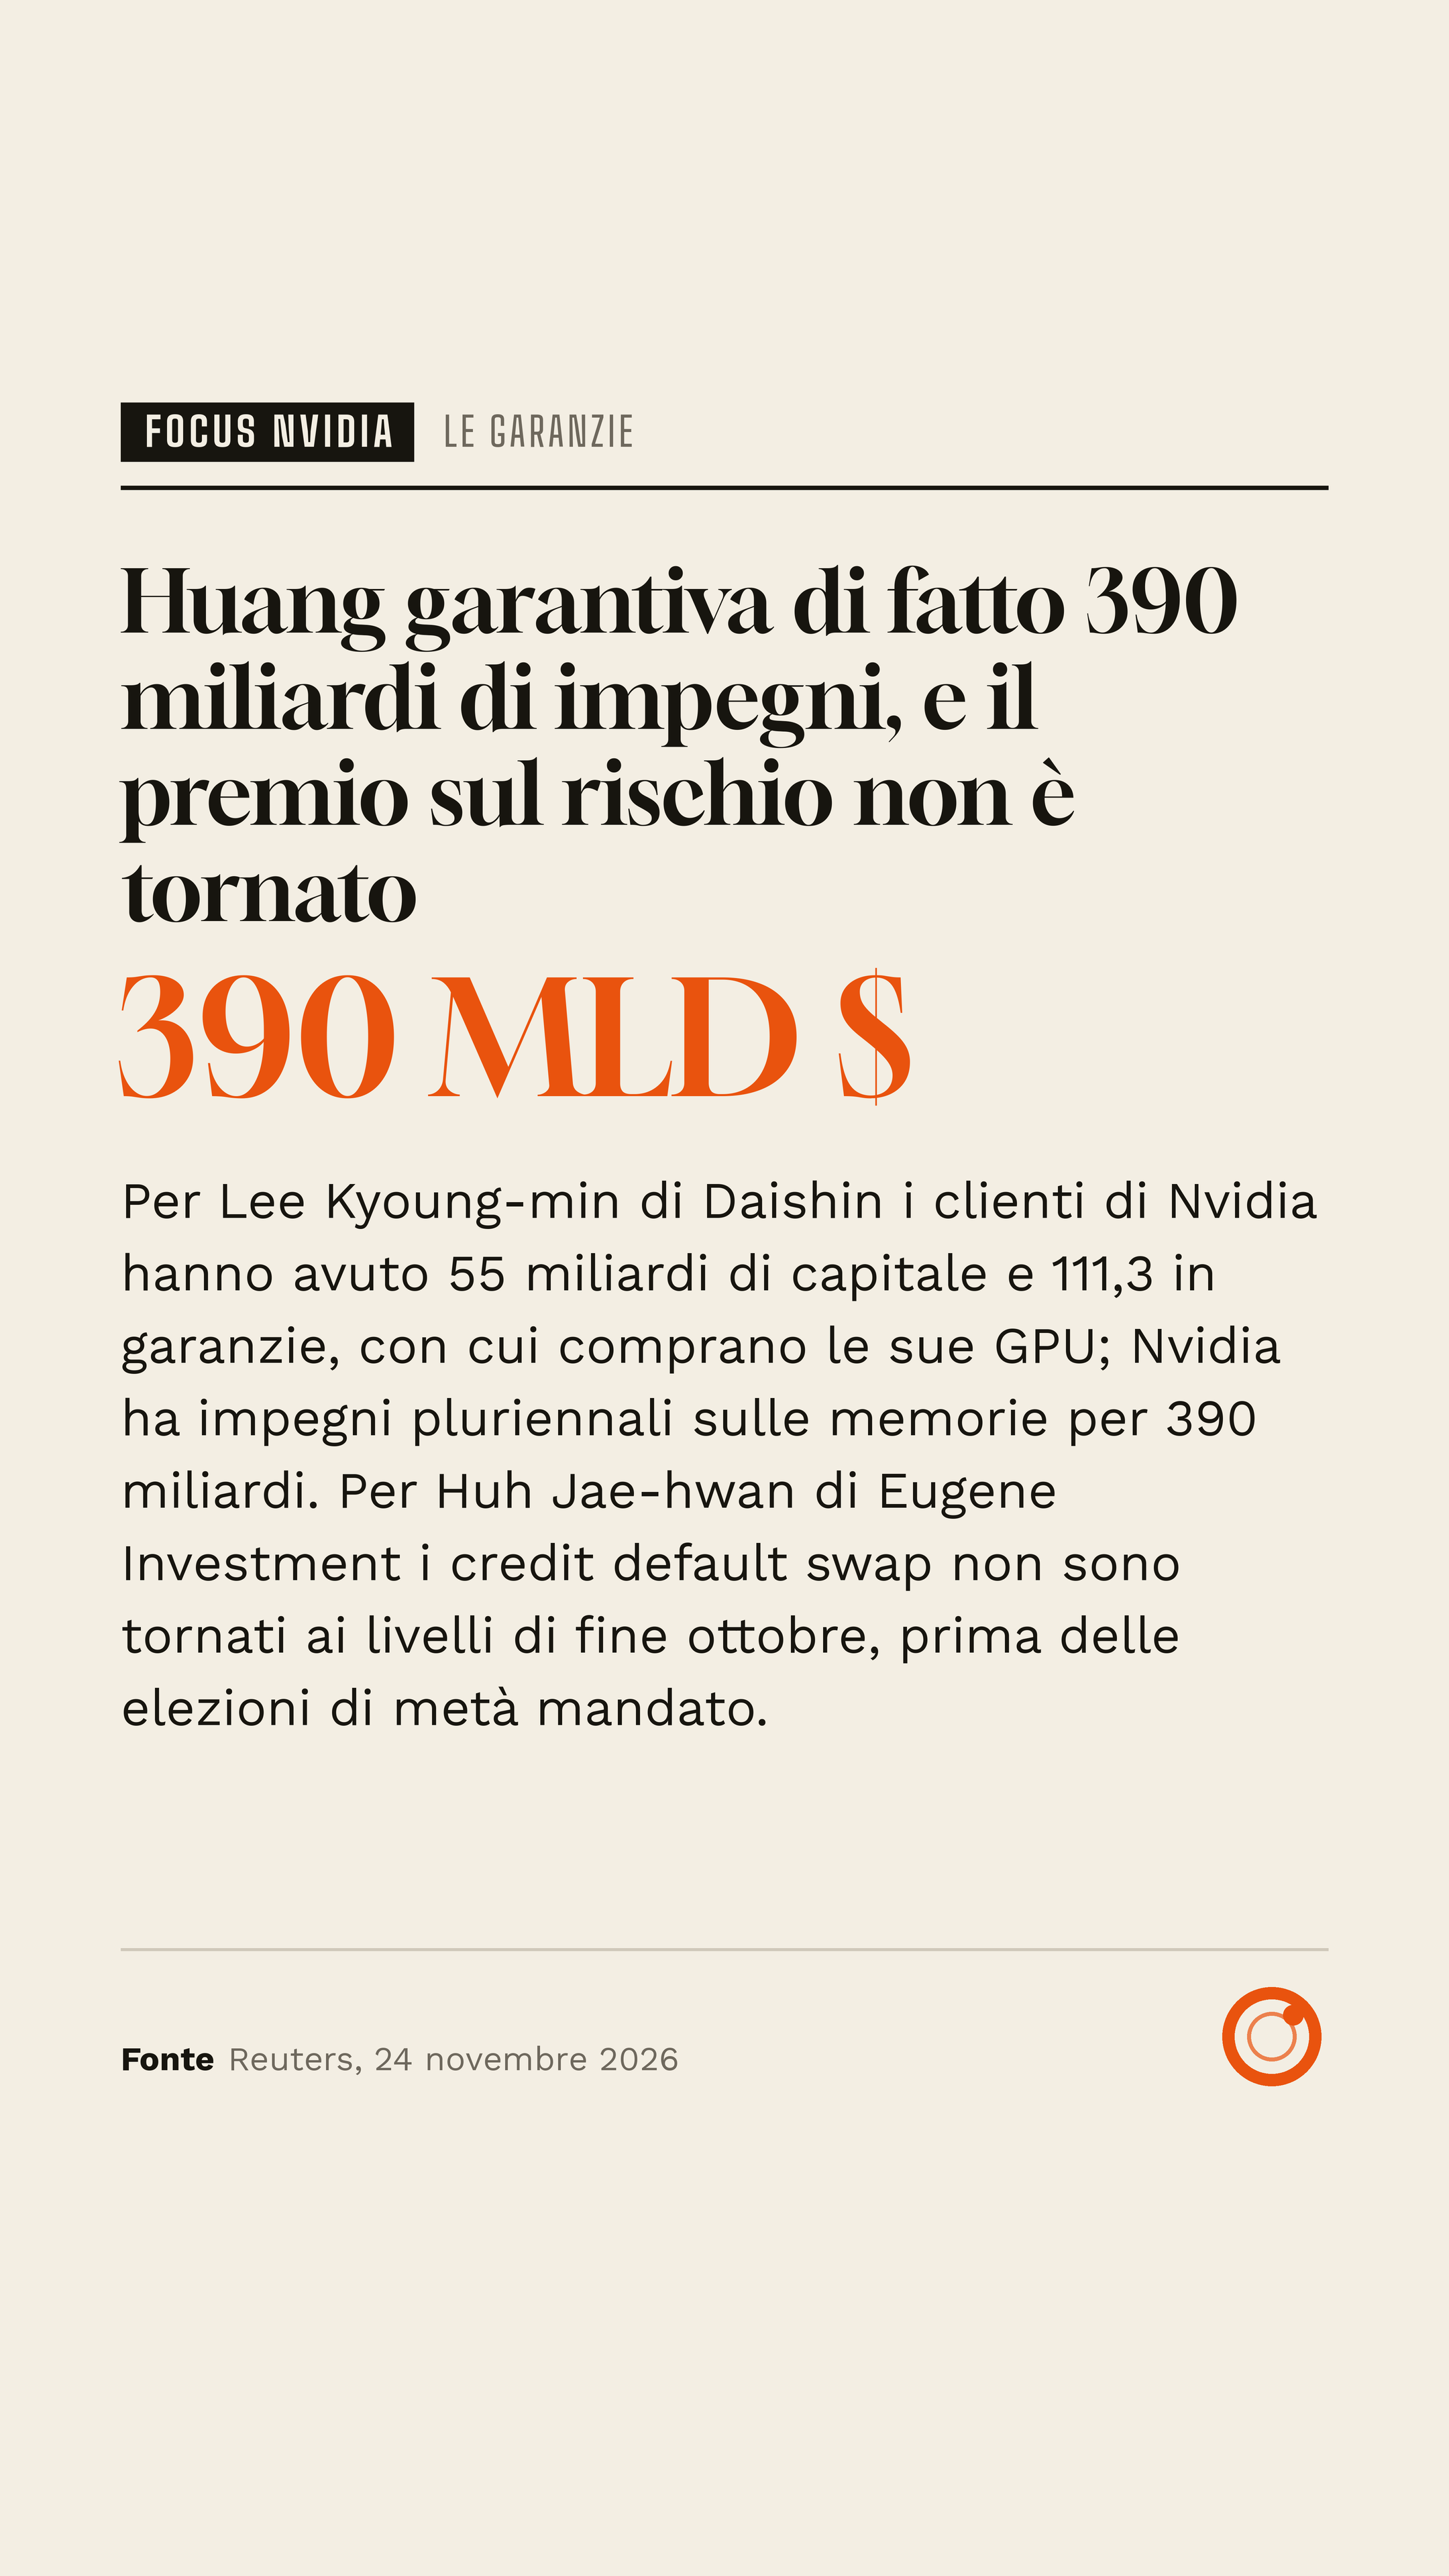 FOCUS NVIDIA LE GARANZIE
Huang garantiva di fatto 390
miliardi di impegni, e il
premio sul rischio non è
tornato
390 MLD $
Per Lee Kyoung-min di Daishin i clienti di Nvidia
hanno avuto 55 miliardi di capitale e 111,3 in
garanzie, con cui comprano le sue GPU; Nvidia
ha impegni pluriennali sulle memorie per 390
miliardi. Per Huh Jae-hwan di Eugene
Investment i credit default swap non sono
tornati ai livelli di fine ottobre, prima delle
elezioni di metà mandato.
Fonte Reuters, 24 novembre 2026